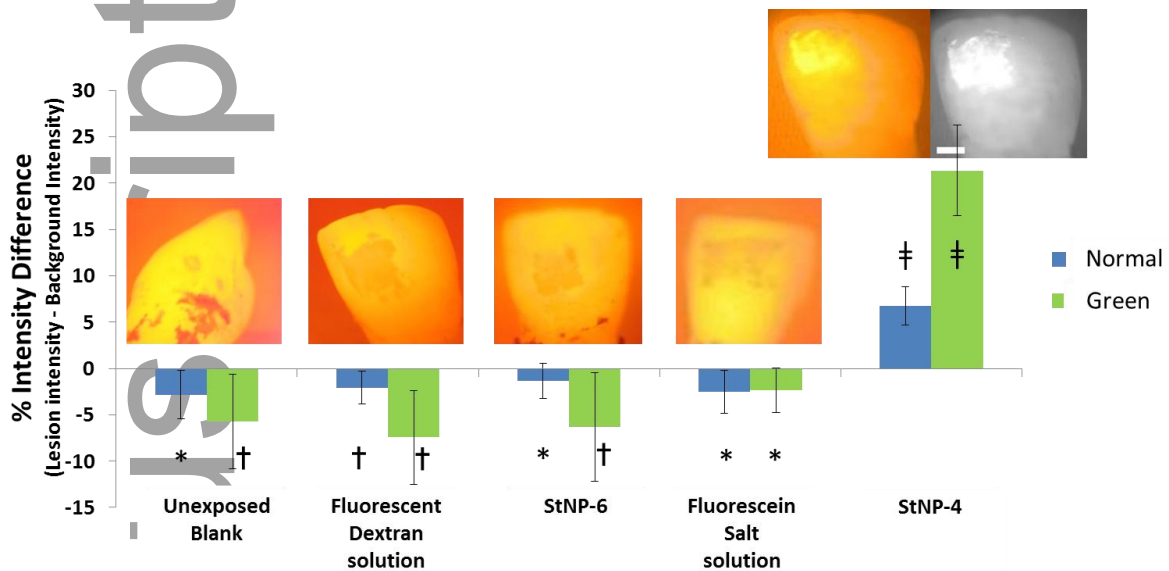 % Intensity Difference
(Lesion intensity - Background Intensity)
30
25
20
15
10
5
0
-5
-10
-15
‡
‡
*
†
†
†
*
†
*
*
Unexposed
Blank
Fluorescent
Dextran
solution
StNP-6
Fluorescein
Salt
solution
StNP-4
Normal
Green